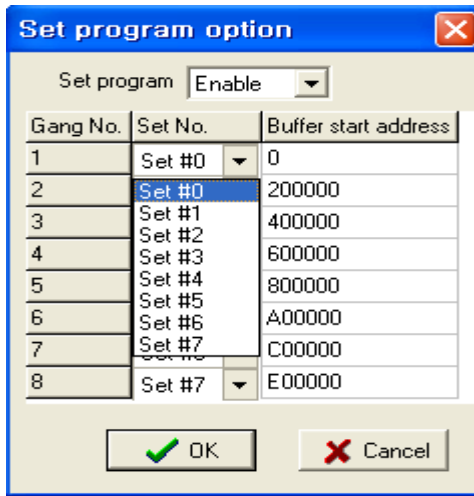 Set program option
Set program Enable
Gang No. Set No. Buffer start address
1 Set #0 0
2 Set #0 200000
Set #1
3 Set #2 400000
4 Set #3 600000
5 Set #4 800000
Set #5
6 Set #6 A00000
7 Set #7 C00000
8 Set #7 E00000
OK Cancel